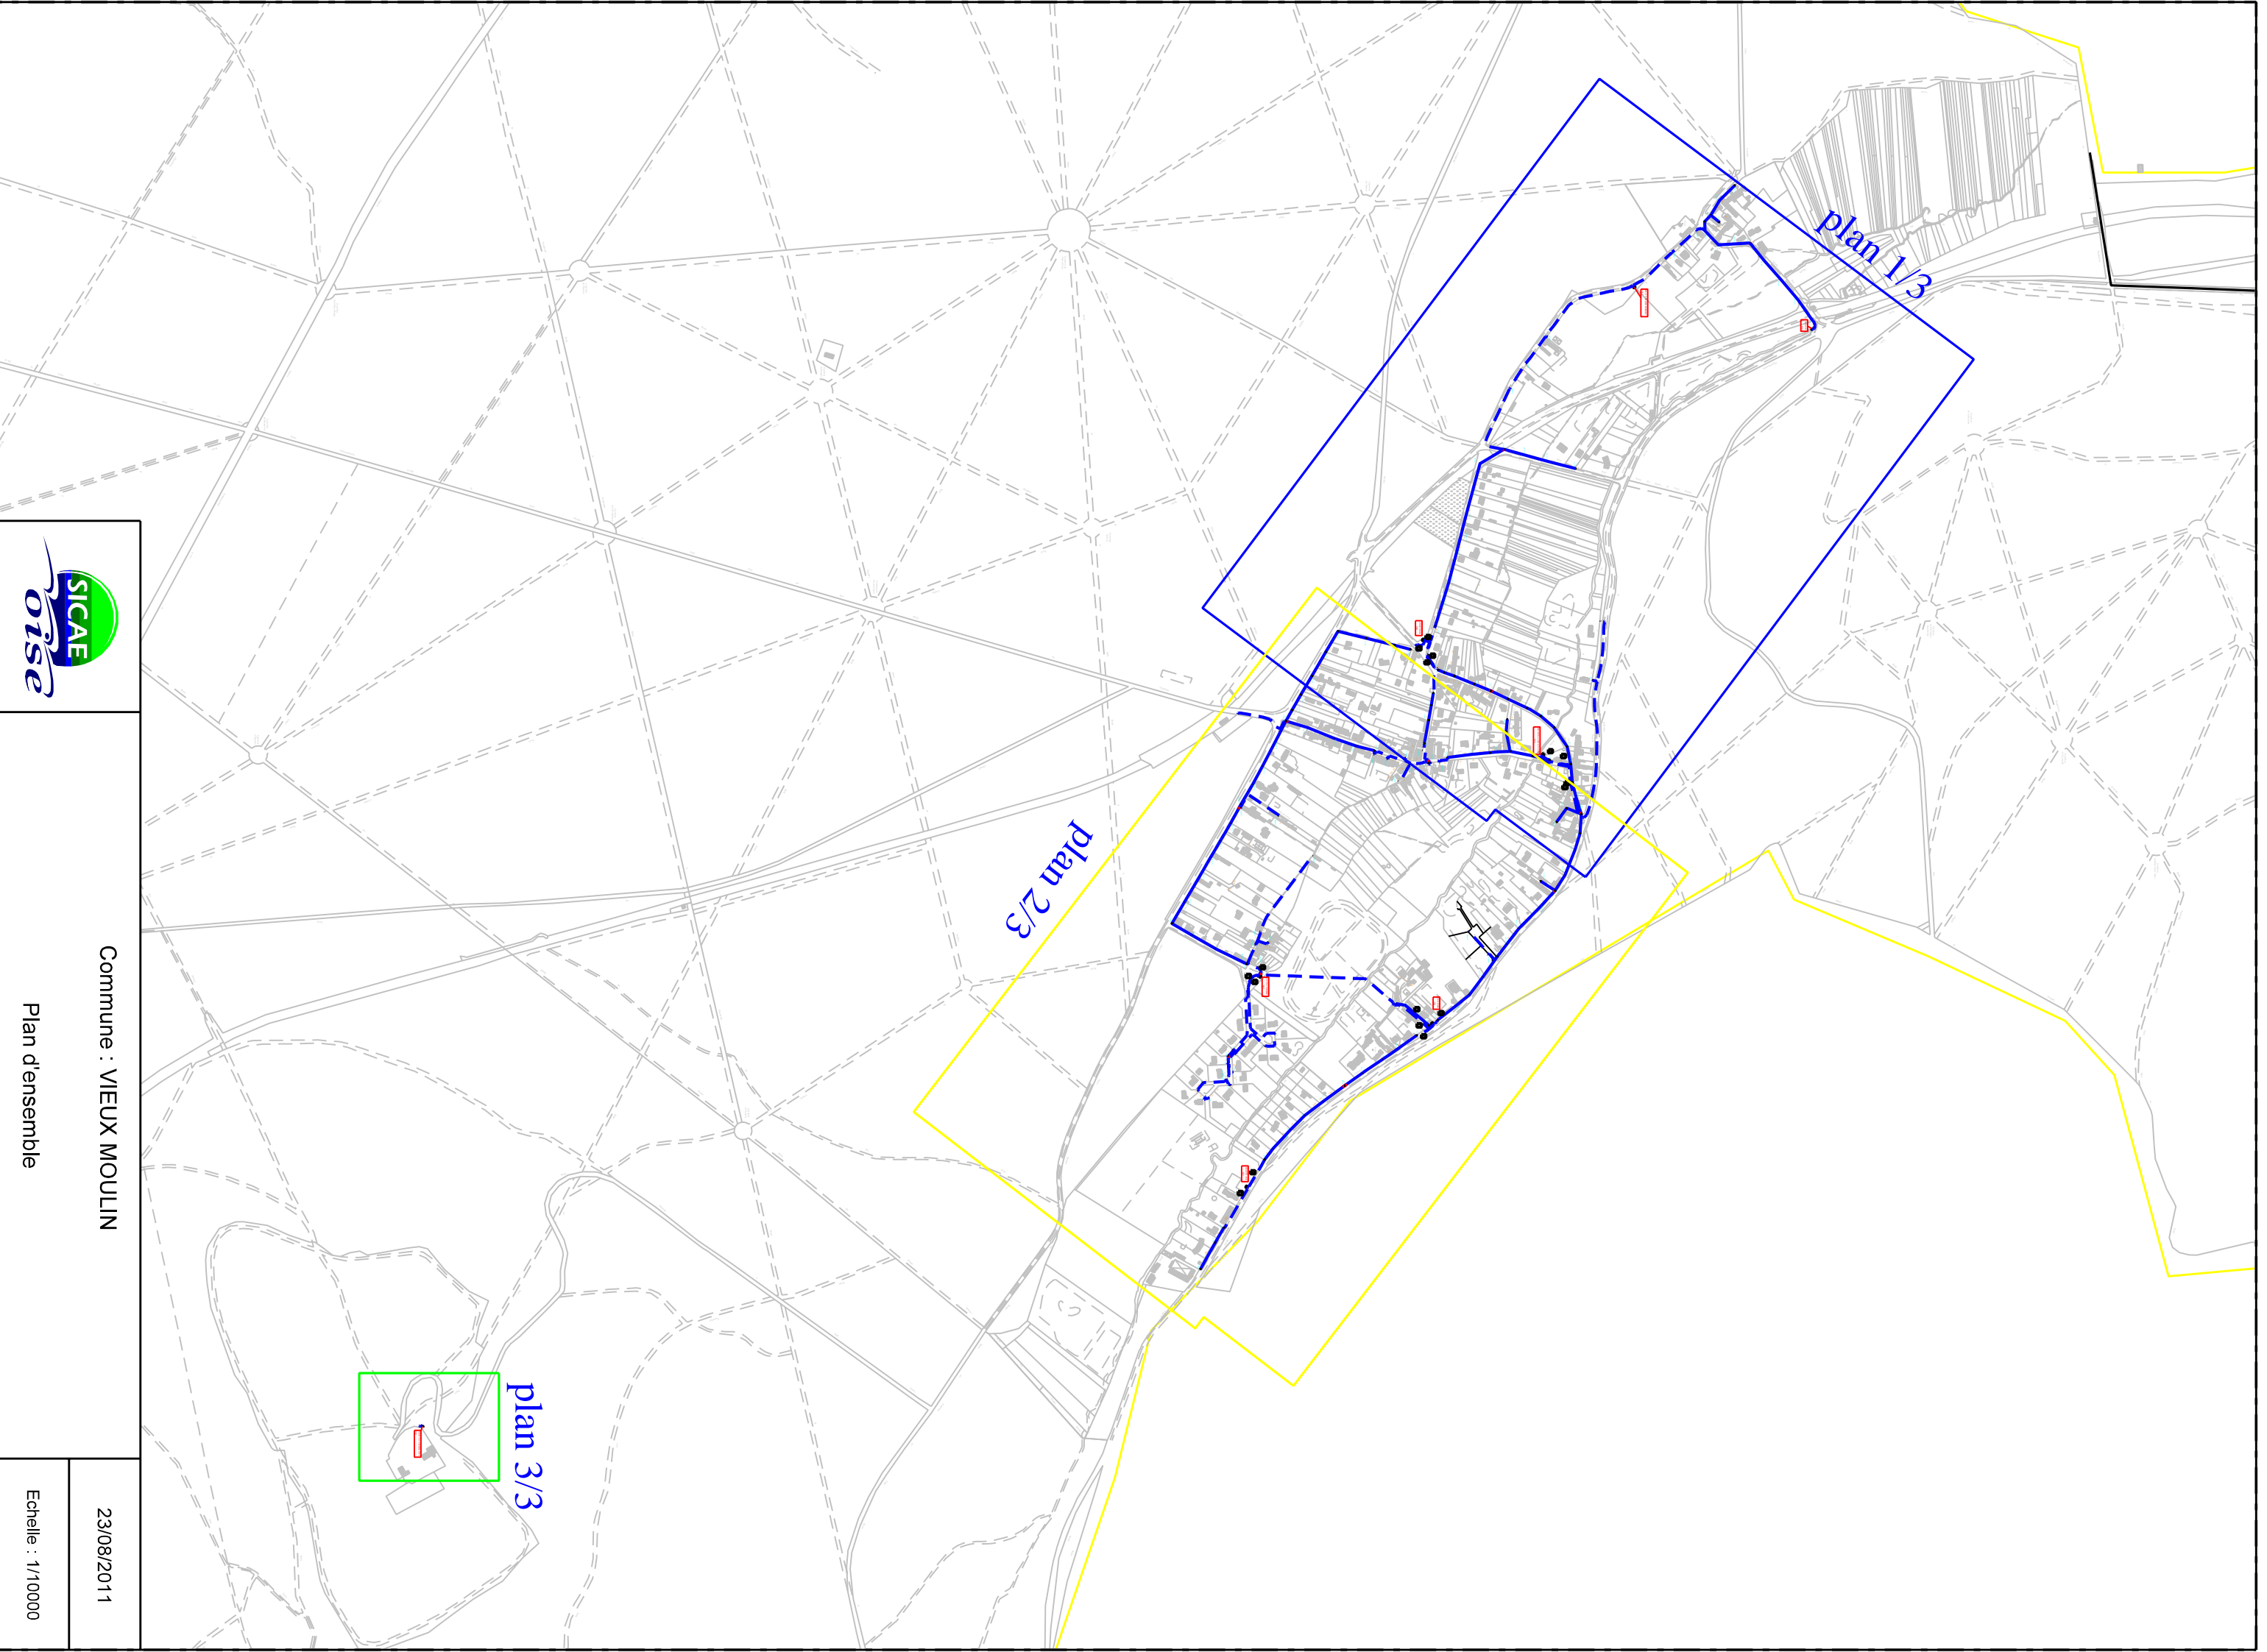 plan 1/3
plan 2/3
plan 3/3
SICAE
oise
Commune : VIEUX MOULIN
Plan d'ensemble
23/08/2011
Echelle : 1/10000